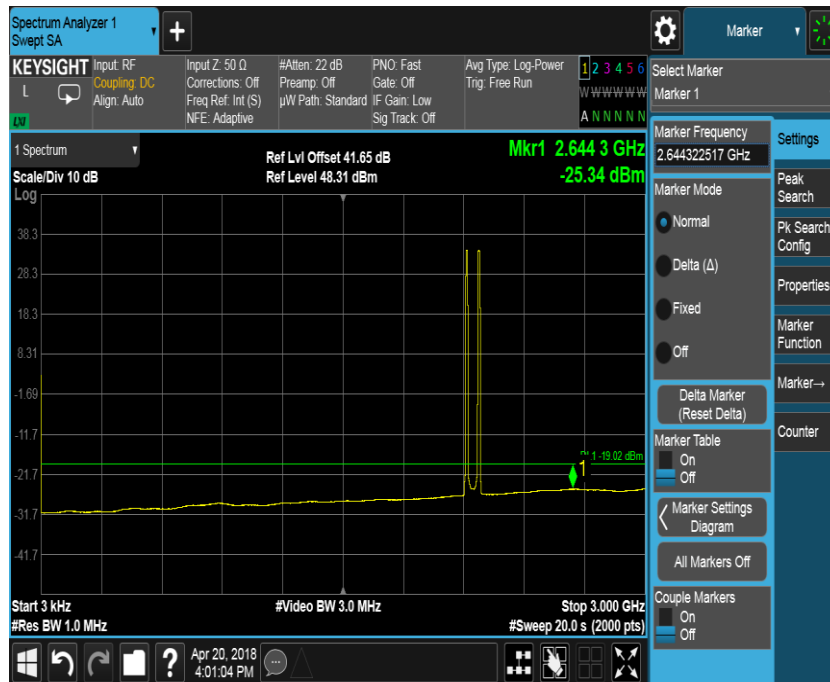 Spectrum Analyzer 1
Swept SA
Marker
KEYSIGHT
L
LXI
Input: RF
Coupling: DC
Align: Auto
Input Z: 50 Ω
Corrections: Off
Freq Ref: Int (S)
NFE: Adaptive
#Atten: 22 dB
Preamp: Off
µW Path: Standard
PNO: Fast
Gate: Off
IF Gain: Low
Sig Track: Off
Avg Type: Log-Power
Trig: Free Run
1 2 3 4 5 6
W W W W W W
A N N N N N
Select Marker
Marker 1
1 Spectrum
Scale/Div 10 dB
Log
Ref Lvl Offset 41.65 dB
Ref Level 48.31 dBm
Mkr1 2.644 3 GHz
-25.34 dBm
38.3
28.3
18.3
8.31
-1.69
-11.7
-21.7
-31.7
-41.7
-19.02 dBm
1
Start 3 kHz
#Res BW 1.0 MHz
#Video BW 3.0 MHz
Stop 3.000 GHz
#Sweep 20.0 s (2000 pts)
Marker Frequency
2.644322517 GHz
Marker Mode
Normal
Delta (Δ)
Fixed
Off
Delta Marker
(Reset Delta)
Marker Table
On
Off
Marker Settings
Diagram
All Markers Off
Couple Markers
On
Off
Settings
Peak
Search
Pk Search
Config
Properties
Marker
Function
Marker→
Counter
Apr 20, 2018
4:01:04 PM